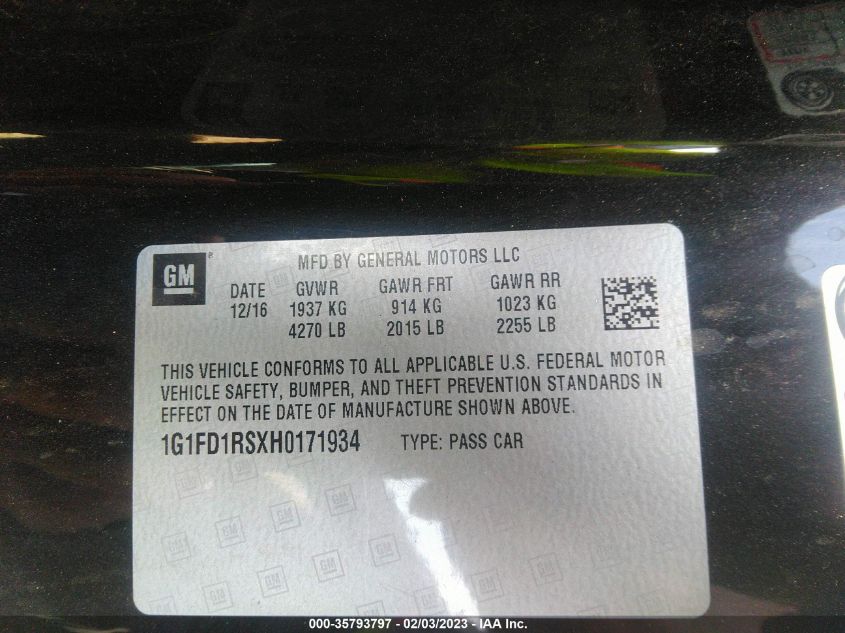 GM
MFD BY GENERAL MOTORS LLC
DATE GVWR GAWR FRT GAWR RR
12/16 1937 KG 914 KG 1023 KG
4270 LB 2015 LB 2255 LB
THIS VEHICLE CONFORMS TO ALL APPLICABLE U.S. FEDERAL MOTOR
VEHICLE SAFETY, BUMPER, AND THEFT PREVENTION STANDARDS IN
EFFECT ON THE DATE OF MANUFACTURE SHOWN ABOVE.
1G1FD1RSXH0171934 TYPE: PASS CAR
000-35793797 - 02/03/2023 - IAA Inc.